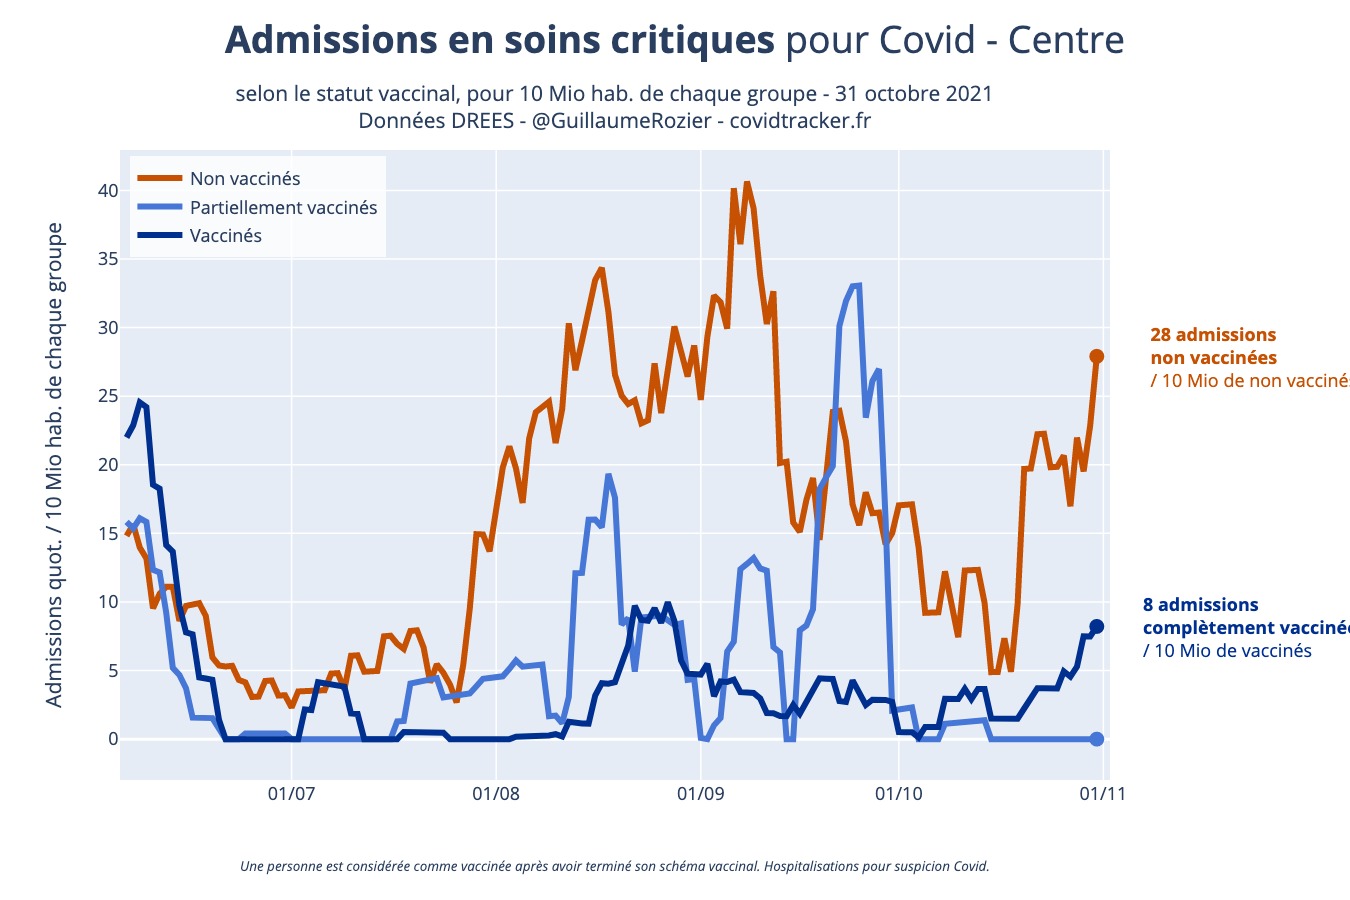 Admissions en soins critiques pour Covid - Centre
selon le statut vaccinal, pour 10 Mio hab. de chaque groupe - 31 octobre 2021
Données DREES - @GuillaumeRozier - covidtracker.fr
Non vaccinés
Partiellement vaccinés
Vaccinés
Admissions quot. / 10 Mio hab. de chaque groupe
40
35
30
25
20
15
10
5
0
01/07
01/08
01/09
01/10
01/11
28 admissions
non vaccinées
/ 10 Mio de non vaccinés
8 admissions
complètement vacciné
/ 10 Mio de vaccinés
Une personne est considérée comme vaccinée après avoir terminé son schéma vaccinal. Hospitalisations pour suspicion Covid.